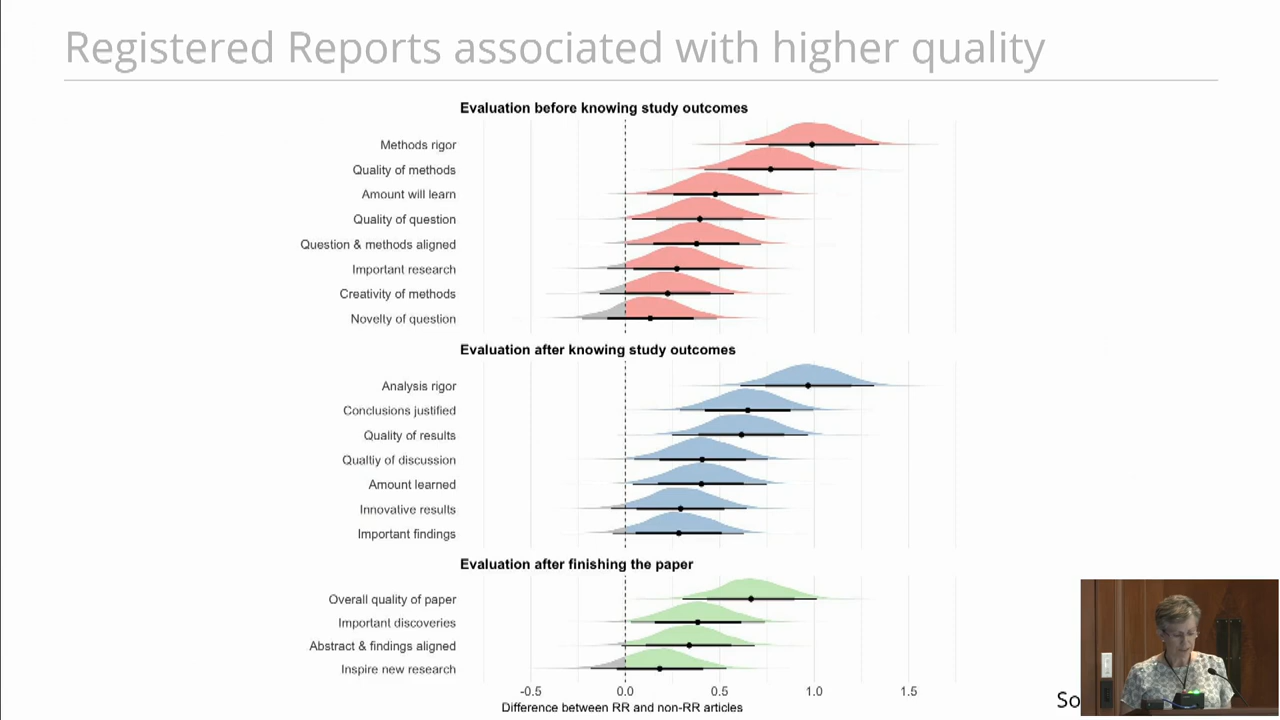 Registered Reports associated with higher quality
Evaluation before knowing study outcomes
Methods rigor
Quality of methods
Amount will learn
Quality of question
Question & methods aligned
Important research
Creativity of methods
Novelty of question
Evaluation after knowing study outcomes
Analysis rigor
Conclusions justified
Quality of results
Qualtiy of discussion
Amount learned
Innovative results
Important findings
Evaluation after finishing the paper
Overall quality of paper
Important discoveries
Abstract & findings aligned
Inspire new research
-0.5 0.0 0.5 1.0 1.5
Difference between RR and non-RR articles
So